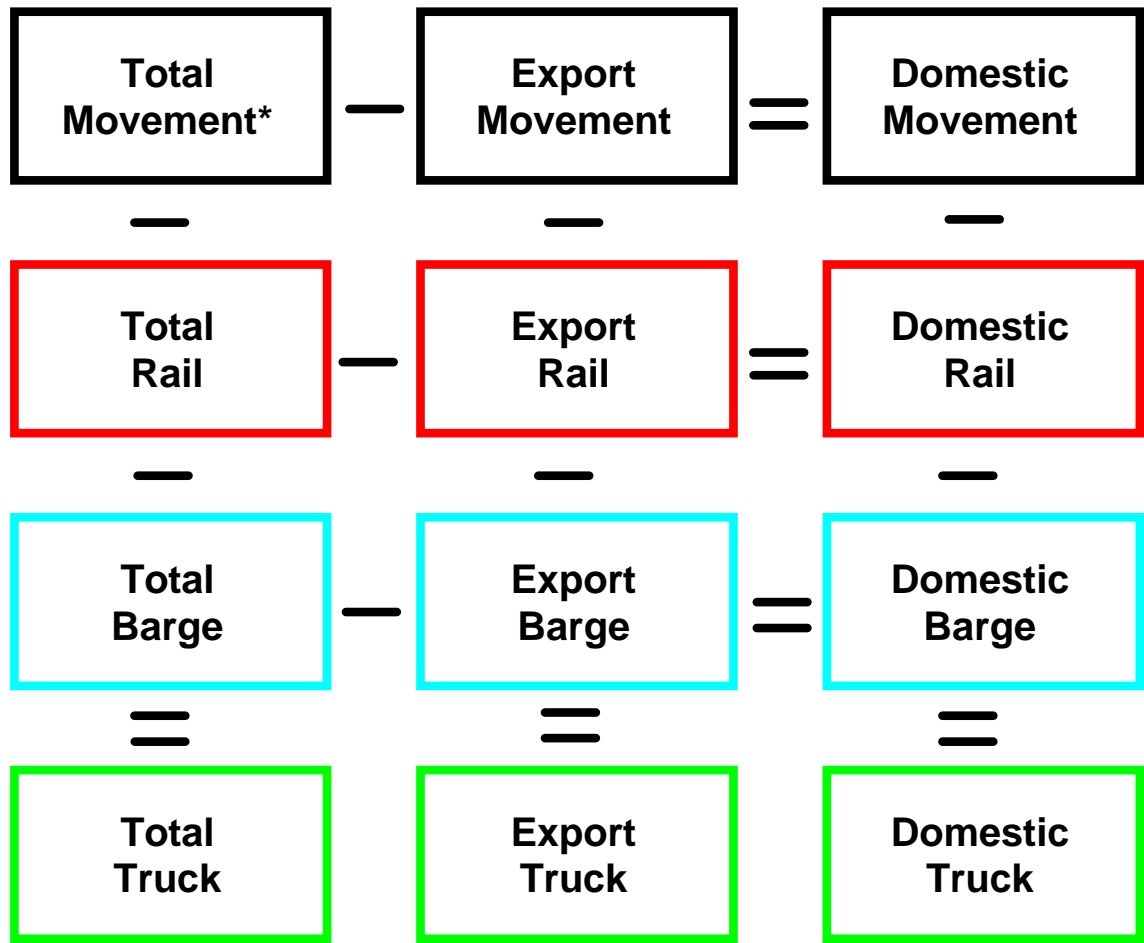 Total
Movement*
Export
Movement
Domestic
Movement
Total
Rail
Export
Rail
Domestic
Rail
Total
Barge
Export
Barge
Domestic
Barge
Total
Truck
Export
Truck
Domestic
Truck